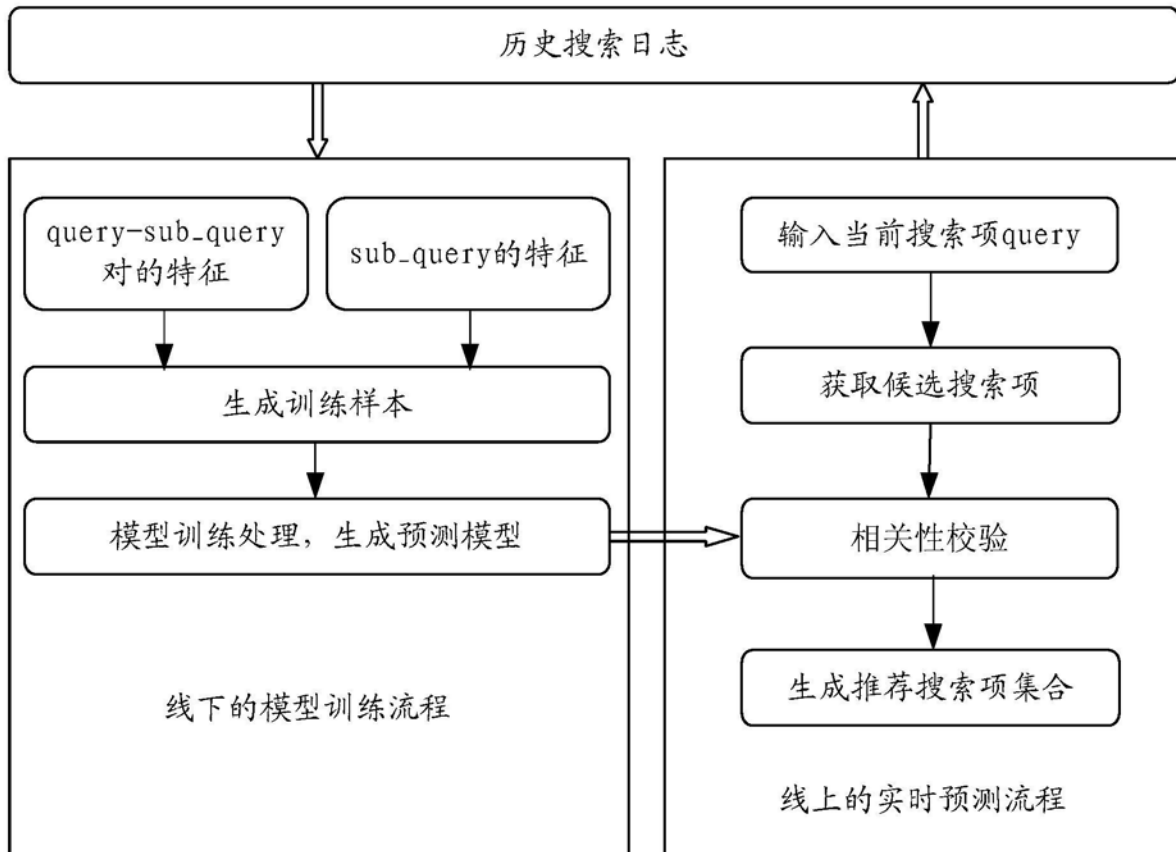 历史搜索日志
query-sub_query
对的特征
sub_query的特征
生成训练样本
模型训练处理，生成预测模型
线下的模型训练流程
输入当前搜索项query
获取候选搜索项
相关性校验
生成推荐搜索项集合
线上的实时预测流程